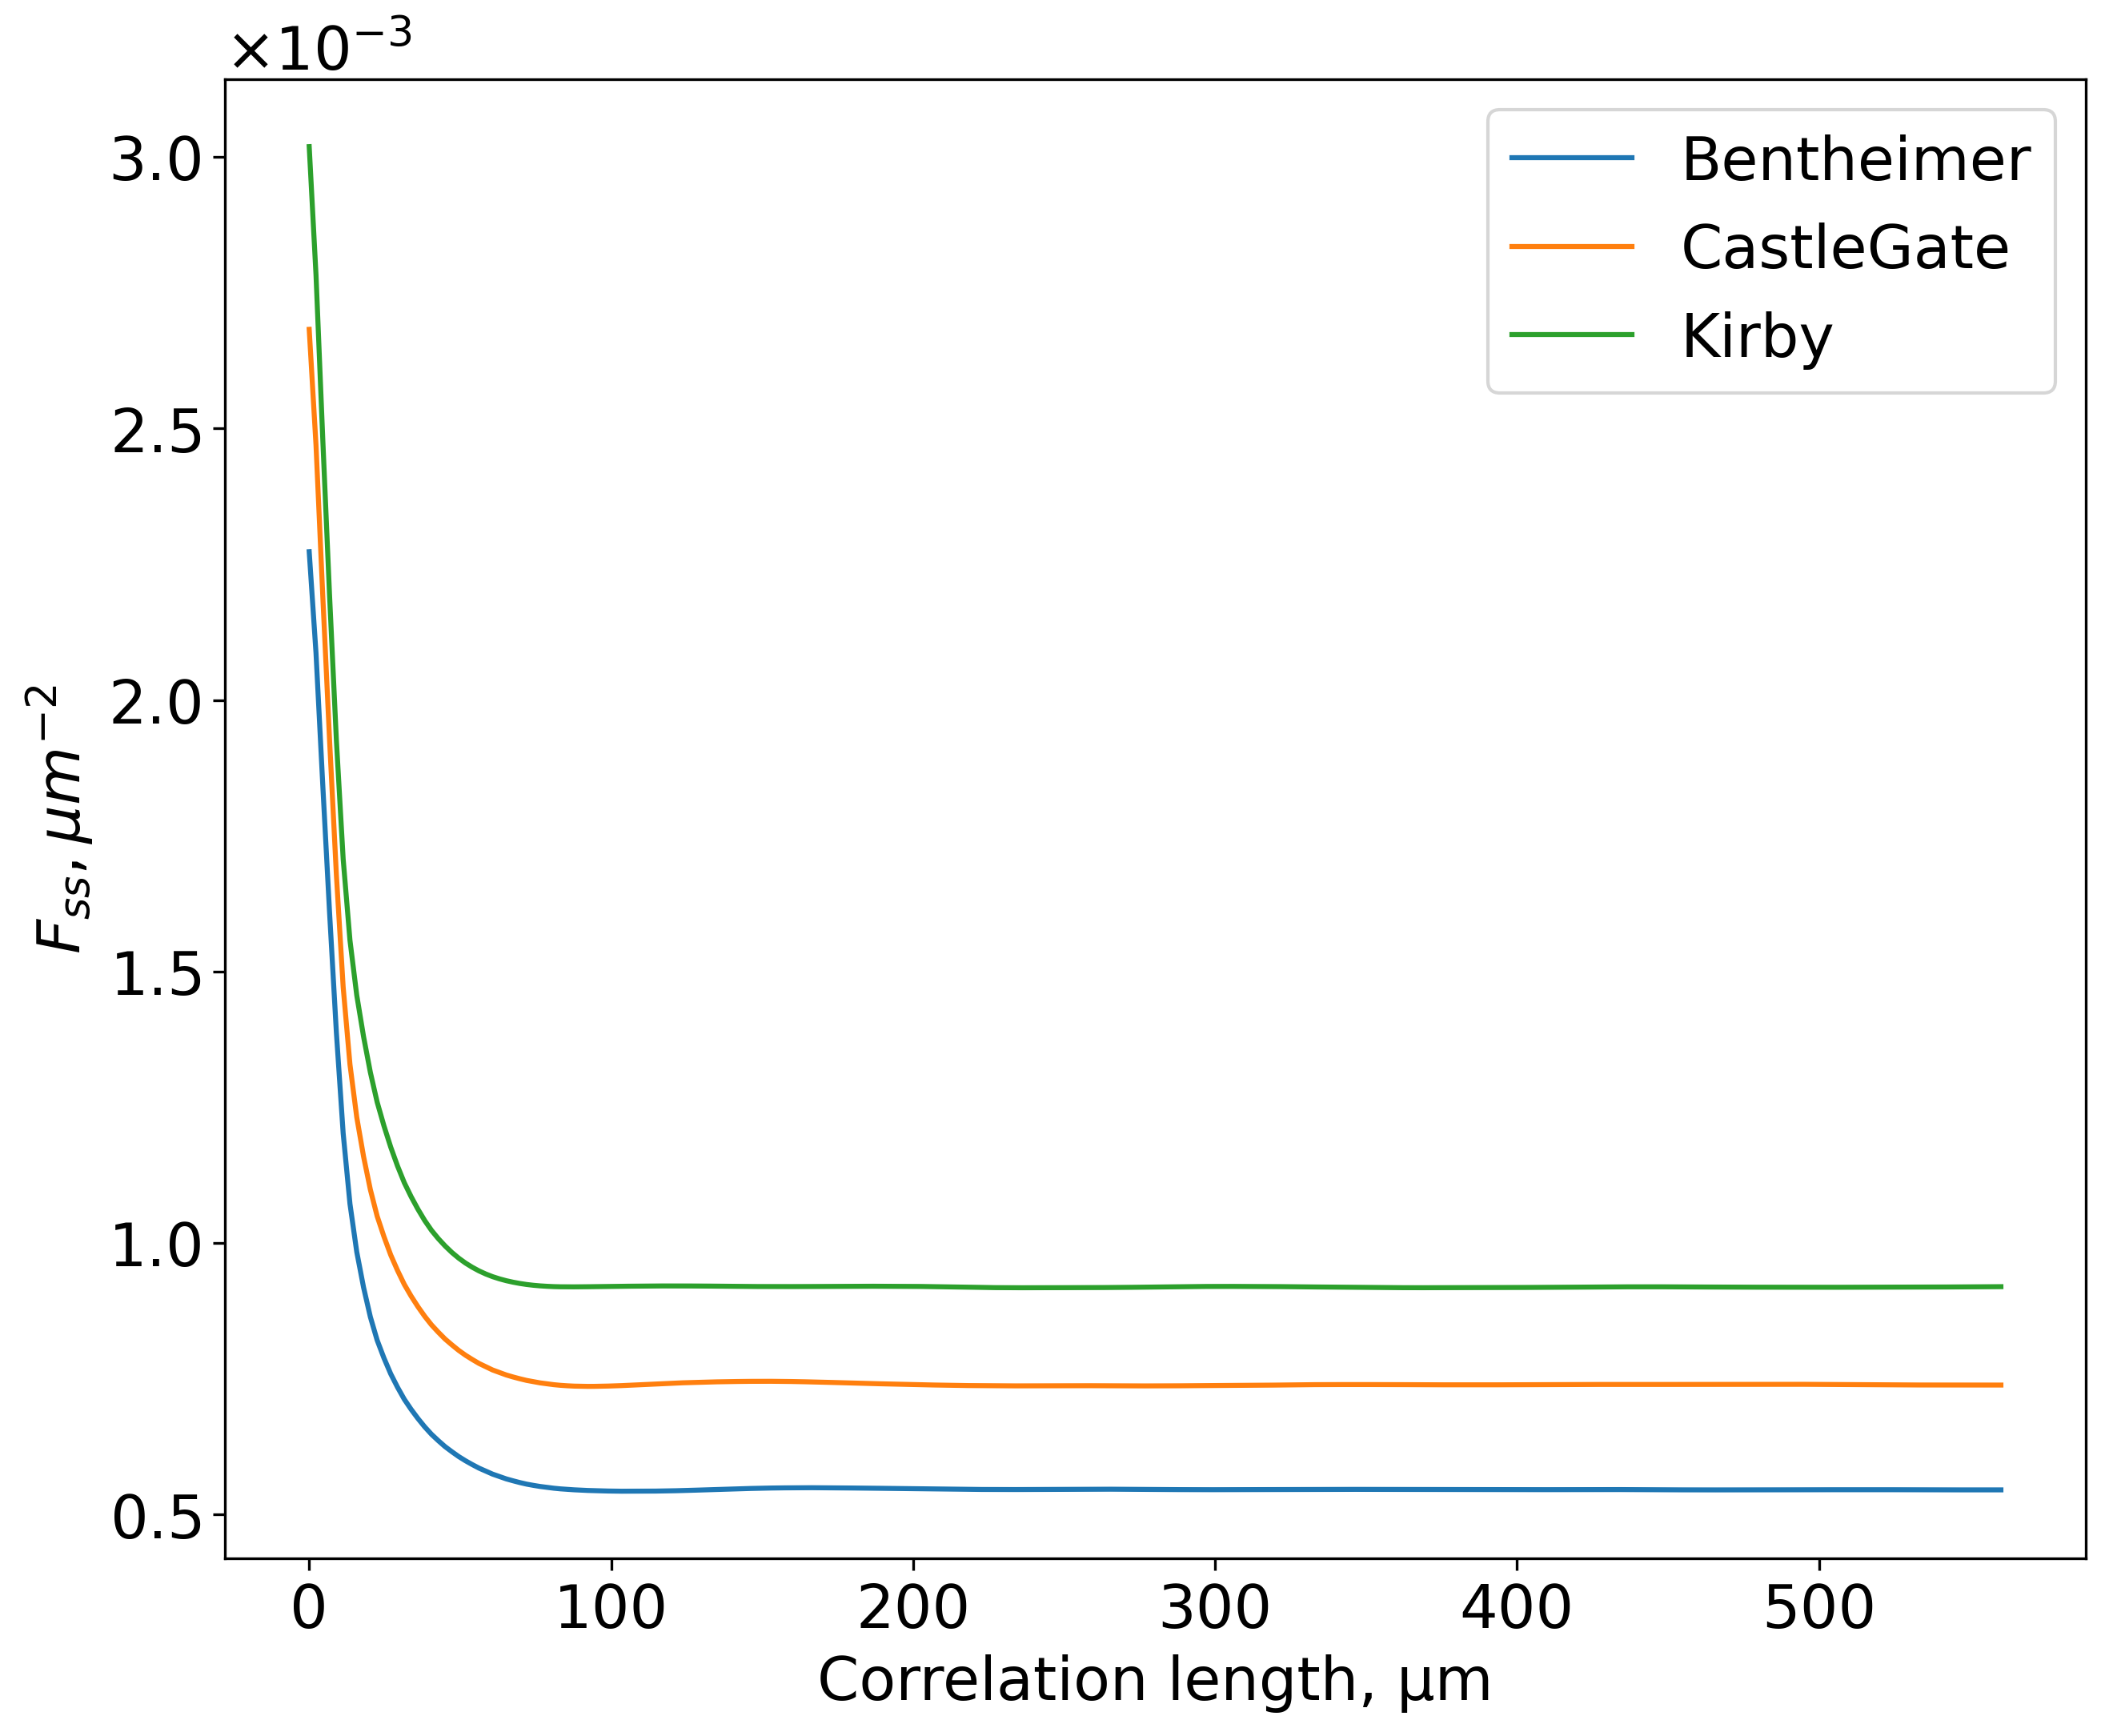 ×10⁻³
3.0
2.5
2.0
1.5
1.0
0.5
F_ss, μm⁻²
Bentheimer
CastleGate
Kirby
0 100 200 300 400 500
Correlation length, μm